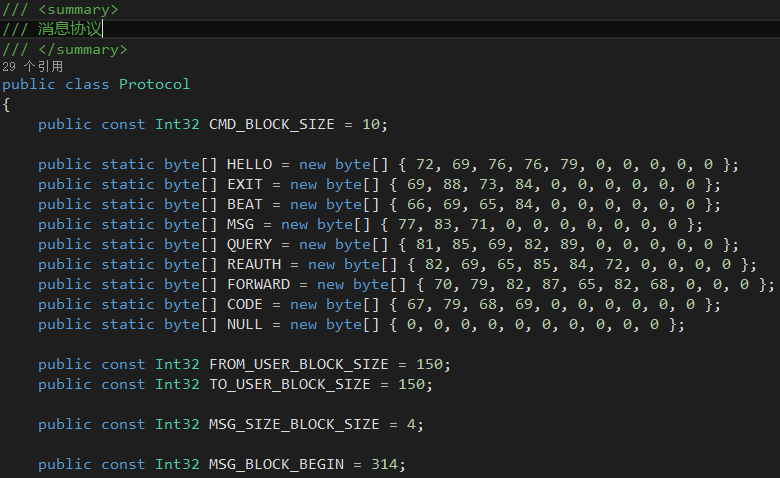 /// <summary>
/// 消息协议
/// </summary>
29 个引用
public class Protocol
{
public const Int32 CMD_BLOCK_SIZE = 10;
public static byte[] HELLO = new byte[] { 72, 69, 76, 76, 79, 0, 0, 0, 0, 0 };
public static byte[] EXIT = new byte[] { 69, 88, 73, 84, 0, 0, 0, 0, 0, 0 };
public static byte[] BEAT = new byte[] { 66, 69, 65, 84, 0, 0, 0, 0, 0, 0 };
public static byte[] MSG = new byte[] { 77, 83, 71, 0, 0, 0, 0, 0, 0, 0 };
public static byte[] QUERY = new byte[] { 81, 85, 69, 82, 89, 0, 0, 0, 0, 0 };
public static byte[] REAUTH = new byte[] { 82, 69, 65, 85, 84, 72, 0, 0, 0, 0 };
public static byte[] FORWARD = new byte[] { 70, 79, 82, 87, 65, 82, 68, 0, 0, 0 };
public static byte[] CODE = new byte[] { 67, 79, 68, 69, 0, 0, 0, 0, 0, 0 };
public static byte[] NULL = new byte[] { 0, 0, 0, 0, 0, 0, 0, 0, 0, 0 };
public const Int32 FROM_USER_BLOCK_SIZE = 150;
public const Int32 TO_USER_BLOCK_SIZE = 150;
public const Int32 MSG_SIZE_BLOCK_SIZE = 4;
public const Int32 MSG_BLOCK_BEGIN = 314;